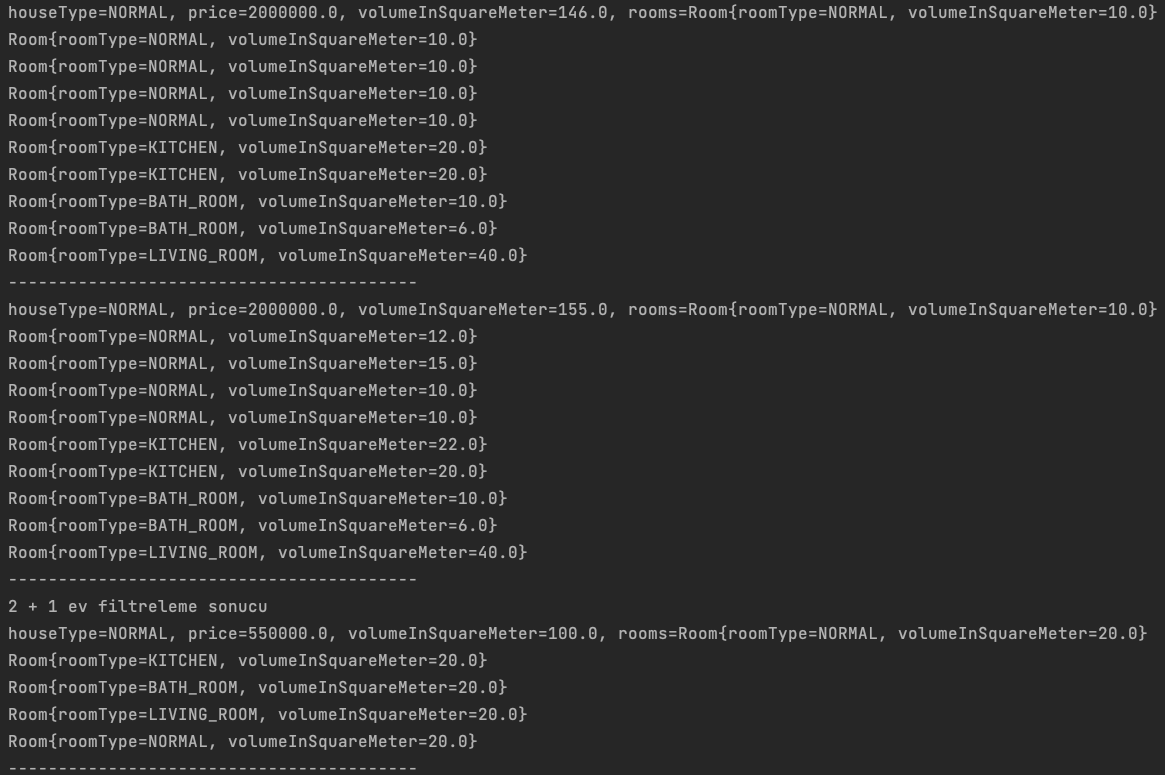 houseType=NORMAL, price=2000000.0, volumeInSquareMeter=146.0, rooms=Room{roomType=NORMAL, volumeInSquareMeter=10.0}
Room{roomType=NORMAL, volumeInSquareMeter=10.0}
Room{roomType=NORMAL, volumeInSquareMeter=10.0}
Room{roomType=NORMAL, volumeInSquareMeter=10.0}
Room{roomType=NORMAL, volumeInSquareMeter=10.0}
Room{roomType=KITCHEN, volumeInSquareMeter=20.0}
Room{roomType=KITCHEN, volumeInSquareMeter=20.0}
Room{roomType=BATH_ROOM, volumeInSquareMeter=10.0}
Room{roomType=BATH_ROOM, volumeInSquareMeter=6.0}
Room{roomType=LIVING_ROOM, volumeInSquareMeter=40.0}
-----------------------------------------
houseType=NORMAL, price=2000000.0, volumeInSquareMeter=155.0, rooms=Room{roomType=NORMAL, volumeInSquareMeter=10.0}
Room{roomType=NORMAL, volumeInSquareMeter=12.0}
Room{roomType=NORMAL, volumeInSquareMeter=15.0}
Room{roomType=NORMAL, volumeInSquareMeter=10.0}
Room{roomType=NORMAL, volumeInSquareMeter=10.0}
Room{roomType=KITCHEN, volumeInSquareMeter=22.0}
Room{roomType=KITCHEN, volumeInSquareMeter=20.0}
Room{roomType=BATH_ROOM, volumeInSquareMeter=10.0}
Room{roomType=BATH_ROOM, volumeInSquareMeter=6.0}
Room{roomType=LIVING_ROOM, volumeInSquareMeter=40.0}
-----------------------------------------
2 + 1 ev filtreleme sonucu
houseType=NORMAL, price=550000.0, volumeInSquareMeter=100.0, rooms=Room{roomType=NORMAL, volumeInSquareMeter=20.0}
Room{roomType=KITCHEN, volumeInSquareMeter=20.0}
Room{roomType=BATH_ROOM, volumeInSquareMeter=20.0}
Room{roomType=LIVING_ROOM, volumeInSquareMeter=20.0}
Room{roomType=NORMAL, volumeInSquareMeter=20.0}
-----------------------------------------